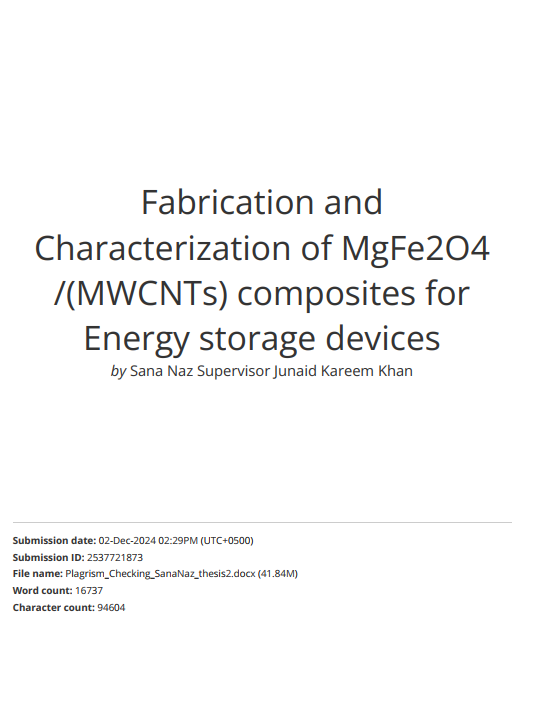 Fabrication and
Characterization of MgFe2O4
/(MWCNTs) composites for
Energy storage devices
by Sana Naz Supervisor Junaid Kareem Khan
Submission date: 02-Dec-2024 02:29PM (UTC+0500)
Submission ID: 2537721873
File name: Plagrism_Checking_SanaNaz_thesis2.docx (41.84M)
Word count: 16737
Character count: 94604